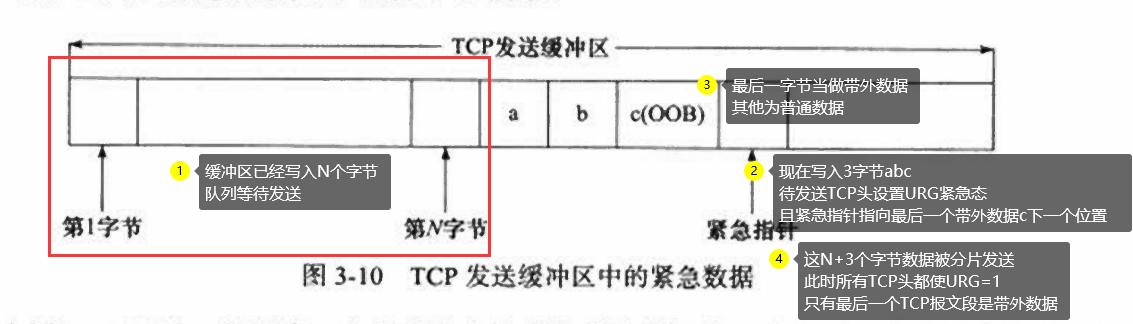 TCP发送缓冲区
a
b
c(OOB)
3
最后一字节当做带外数据
其他为普通数据
1
缓冲区已经写入N个字节
队列等待发送
2
现在写入3字节abc
待发送TCP头设置URG紧急态
且紧急指针指向最后一个带外数据c下一个位置
第1字节
第N字节
紧急指针
4
这N+3个字节数据被分片发送
此时所有TCP头都使URG=1
只有最后一个TCP报文段是带外数据
图 3-10 TCP 发送缓冲区中的紧急数据